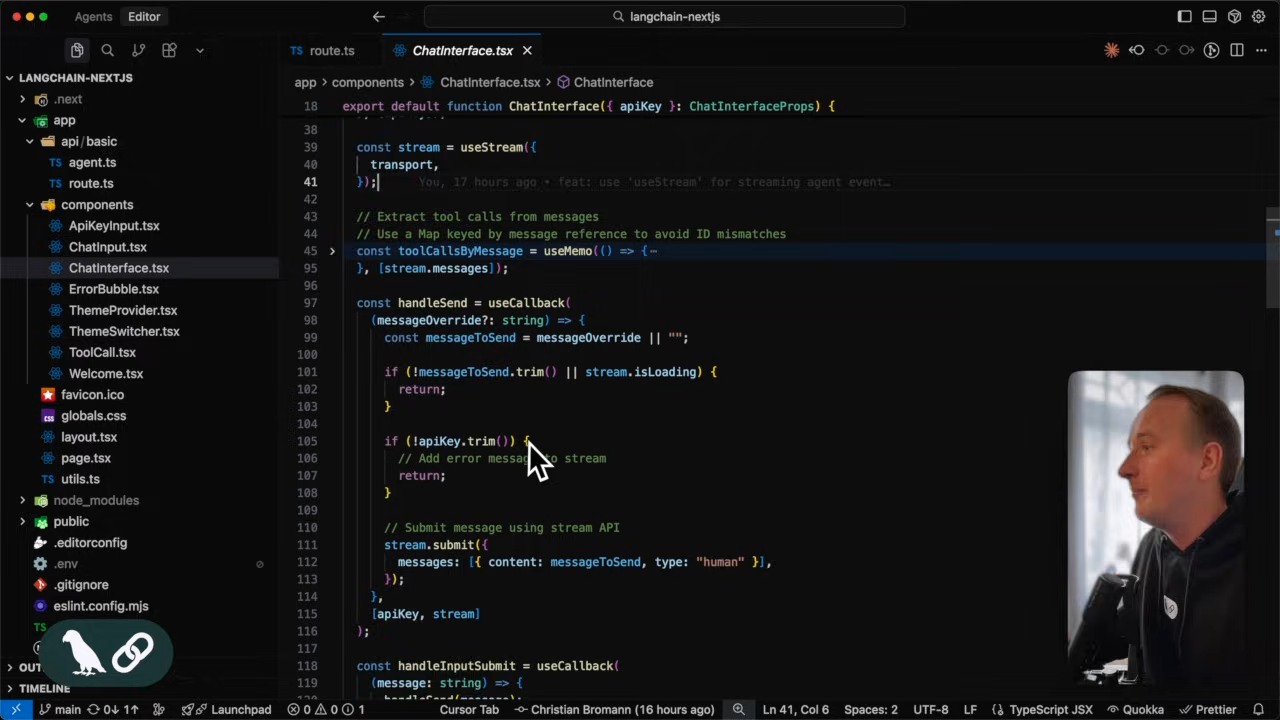 Agents
Editor
langchain-nextjs
TS route.ts
ChatInterface.tsx
LANGCHAIN-NEXTJS
app
components
ChatInterface.tsx
ChatInterface
.next
app
api/basic
TS agent.ts
TS route.ts
components
ApiKeyInput.tsx
ChatInput.tsx
ChatInterface.tsx
ErrorBubble.tsx
ThemeProvider.tsx
ThemeSwitcher.tsx
ToolCall.tsx
Welcome.tsx
favicon.ico
globals.css
layout.tsx
page.tsx
TS utils.ts
node_modules
public
.editorconfig
.env
.gitignore
eslint.config.mjs
TS
OUT
TIMELINE
18 export default function ChatInterface({ apiKey }: ChatInterfaceProps) {
38
39 const stream = useStream({
40 transport,
41 }); You, 17 hours ago • feat: use 'useStream' for streaming agent event…
42
43 // Extract tool calls from messages
44 // Use a Map keyed by message reference to avoid ID mismatches
45 const toolCallsByMessage = useMemo(() => {⋯
95 }, [stream.messages]);
96
97 const handleSend = useCallback(
98 (messageOverride?: string) => {
99 const messageToSend = messageOverride || "";
100
101 if (!messageToSend.trim() || stream.isLoading) {
102 return;
103 }
104
105 if (!apiKey.trim()) {
106 // Add error message to stream
107 return;
108 }
109
110 // Submit message using stream API
111 stream.submit({
112 messages: [{ content: messageToSend, type: "human" }],
113 });
114 },
115 [apiKey, stream]
116 );
117
118 const handleInputSubmit = useCallback(
119 (message: string) => {
main
0↓ 1↑
Launchpad
0
0
1
Cursor Tab
Christian Bromann (16 hours ago)
Ln 41, Col 6
Spaces: 2
UTF-8
LF
TypeScript JSX
Quokka
Prettier